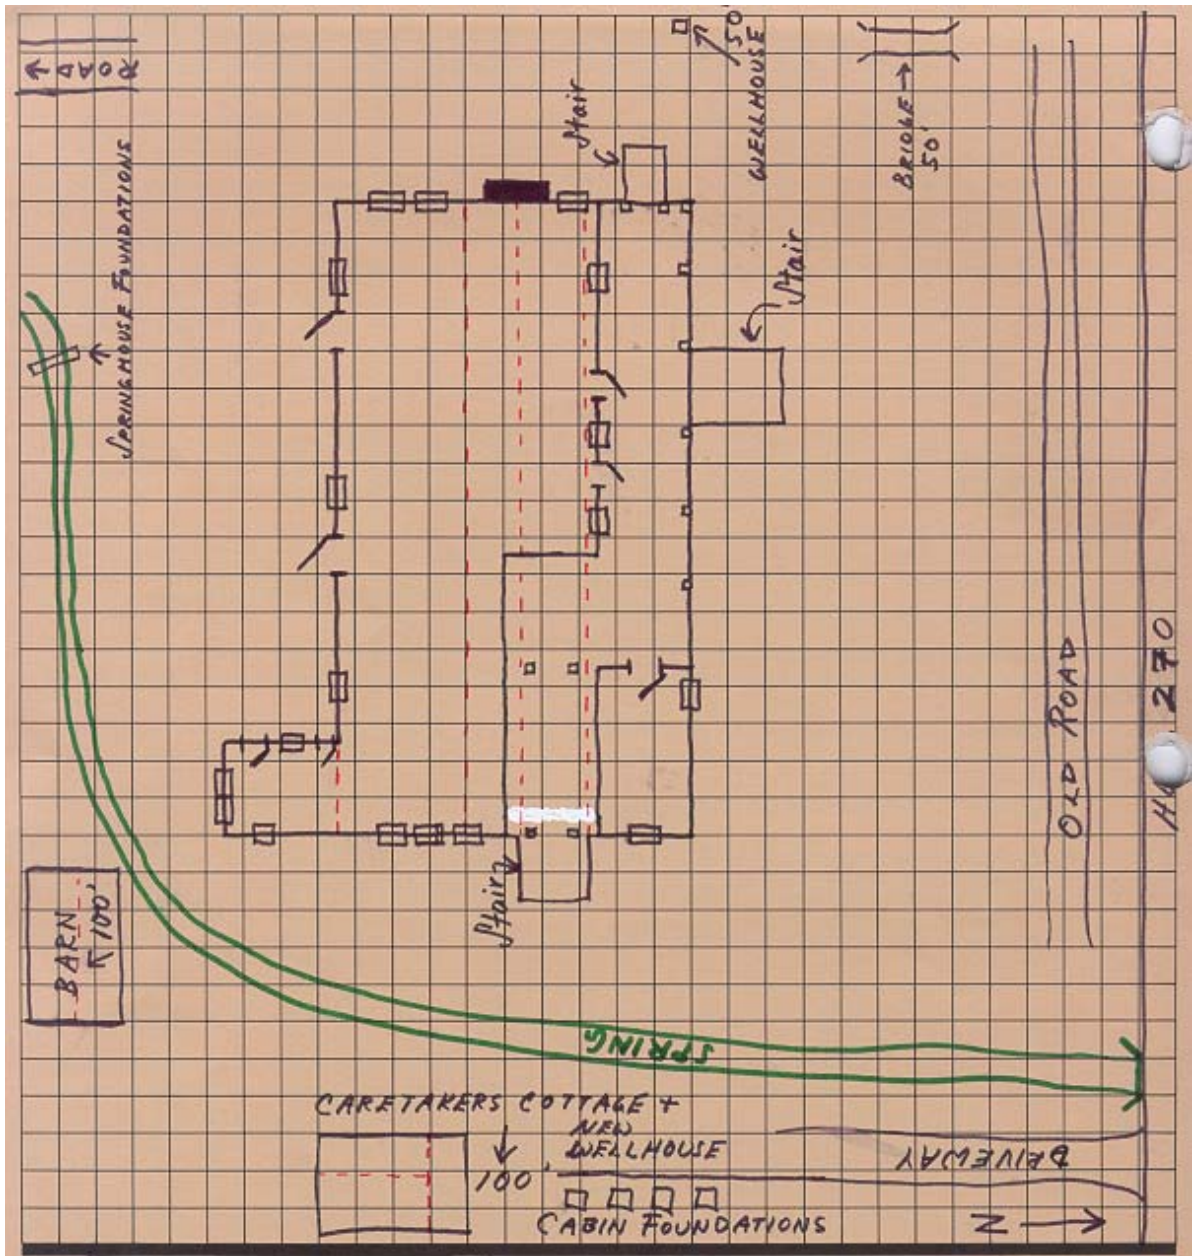 ROAD →
50'
WELLHOUSE
BRIDGE →
50'
Stair
SPRINGHOUSE FOUNDATIONS
Stair
OLD ROAD
270
Stair
BARN
100'
SPRING
CARETAKERS COTTAGE +
NEW
WELLHOUSE
100'
DRIVEWAY
CABIN FOUNDATIONS
N